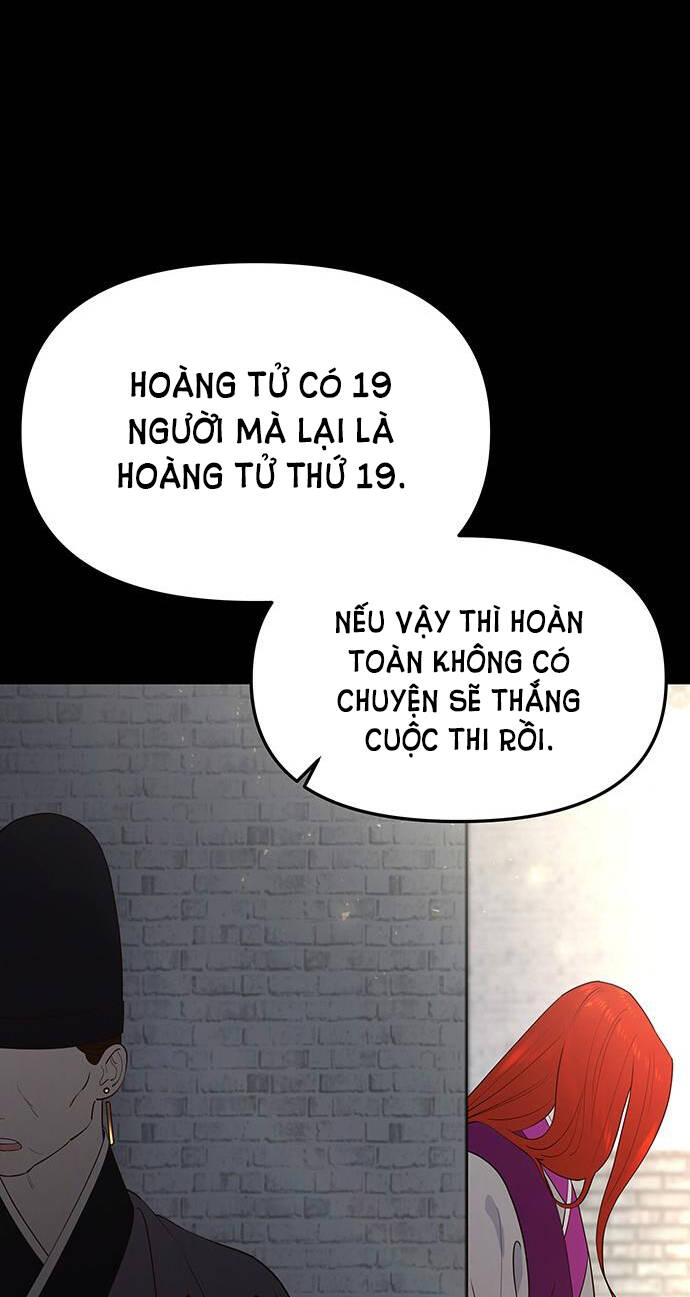 HOÀNG TỬ CÓ 19
NGƯỜI MÀ LẠI LÀ
HOÀNG TỬ THỨ 19.
NẾU VẬY THÌ HOÀN
TOÀN KHÔNG CÓ
CHUYỆN SẼ THẮNG
CUỘC THI RỒI.